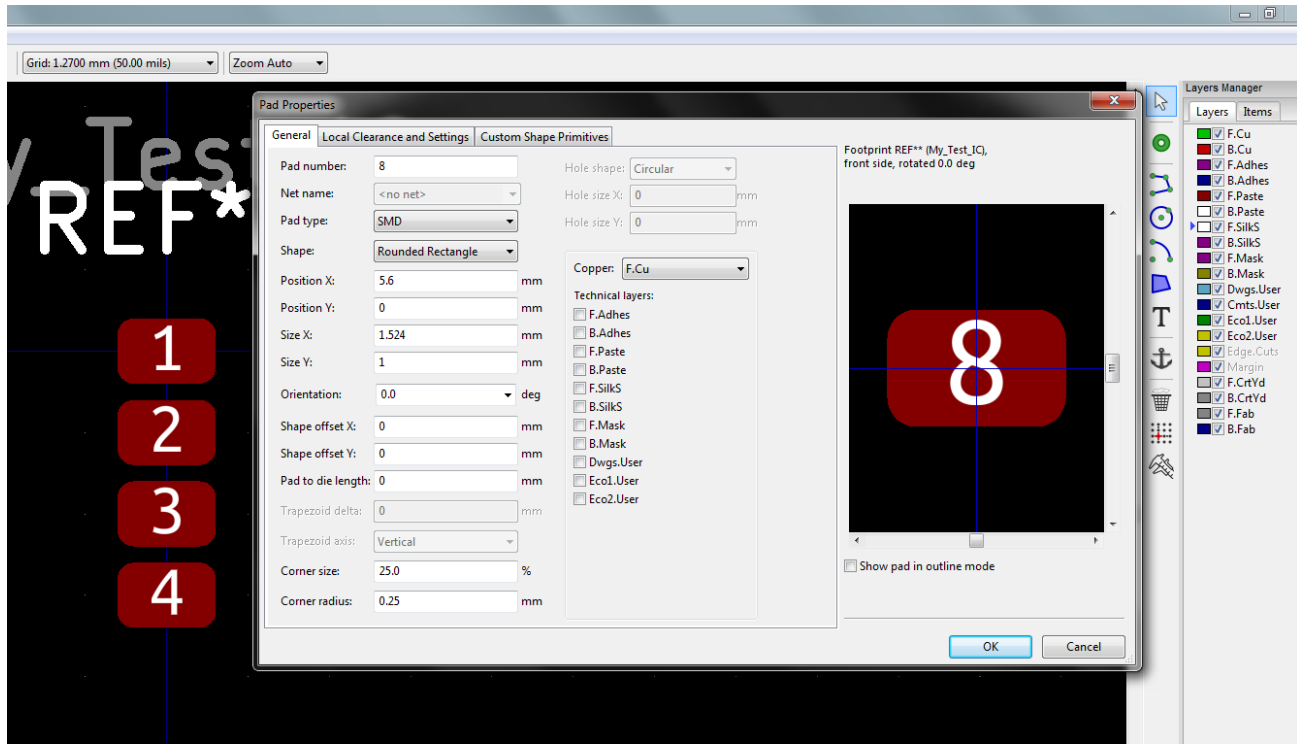 Grid: 1.2700 mm (50.00 mils)
Zoom Auto
REF*
1
2
3
4
Pad Properties
General
Local Clearance and Settings
Custom Shape Primitives
Pad number: 8
Net name: <no net>
Pad type: SMD
Shape: Rounded Rectangle
Position X: 5.6 mm
Position Y: 0 mm
Size X: 1.524 mm
Size Y: 1 mm
Orientation: 0.0 deg
Shape offset X: 0 mm
Shape offset Y: 0 mm
Pad to die length: 0 mm
Trapezoid delta: 0 mm
Trapezoid axis: Vertical
Corner size: 25.0 %
Corner radius: 0.25 mm
Hole shape: Circular
Hole size X: 0 mm
Hole size Y: 0 mm
Copper: F.Cu
Technical layers:
F.Adhes
B.Adhes
F.Paste
B.Paste
F.SilkS
B.SilkS
F.Mask
B.Mask
Dwgs.User
Eco1.User
Eco2.User
Footprint REF** (My_Test_IC),
front side, rotated 0.0 deg
8
Show pad in outline mode
OK
Cancel
T
Layers Manager
Layers
Items
F.Cu
B.Cu
F.Adhes
B.Adhes
F.Paste
B.Paste
F.SilkS
B.SilkS
F.Mask
B.Mask
Dwgs.User
Cmts.User
Eco1.User
Eco2.User
Edge.Cuts
Margin
F.CrtYd
B.CrtYd
F.Fab
B.Fab